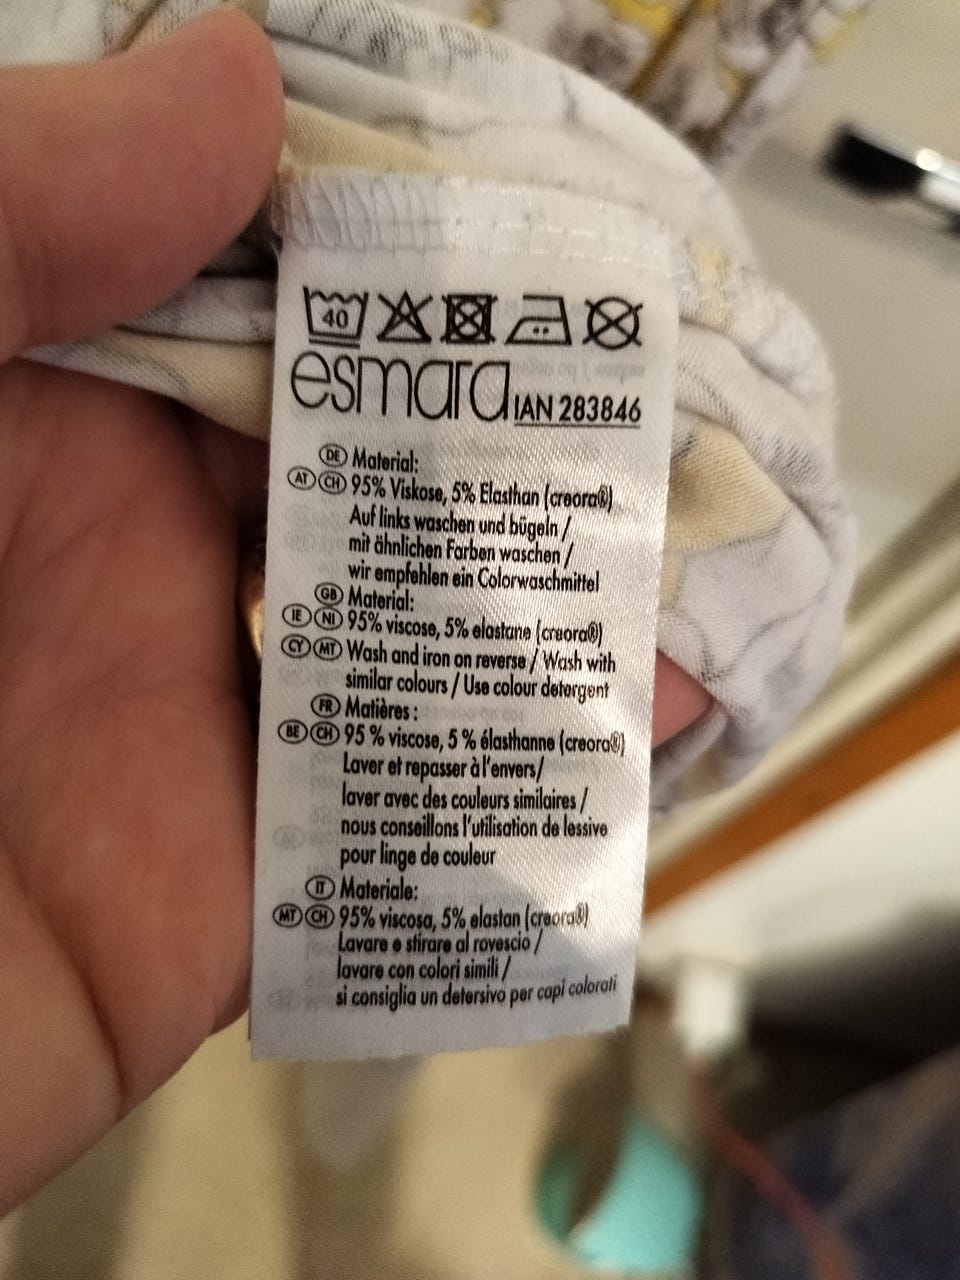 40
esmara IAN 283846
DE Material:
AT CH 95% Viskose, 5% Elasthan (creora®)
Auf links waschen und bügeln /
mit ähnlichen Farben waschen /
wir empfehlen ein Colorwaschmittel
GB Material:
IE NI 95% viscose, 5% elastane (creora®)
CY MT Wash and iron on reverse / Wash with
similar colours / Use colour detergent
FR Matières :
BE CH 95 % viscose, 5 % élasthanne (creora®)
Laver et repasser à l'envers/
laver avec des couleurs similaires /
nous conseillons l'utilisation de lessive
pour linge de couleur
IT Materiale:
MT CH 95% viscosa, 5% elastan (creora®)
Lavare e stirare al rovescio /
lavare con colori simili /
si consiglia un detersivo per capi colorati